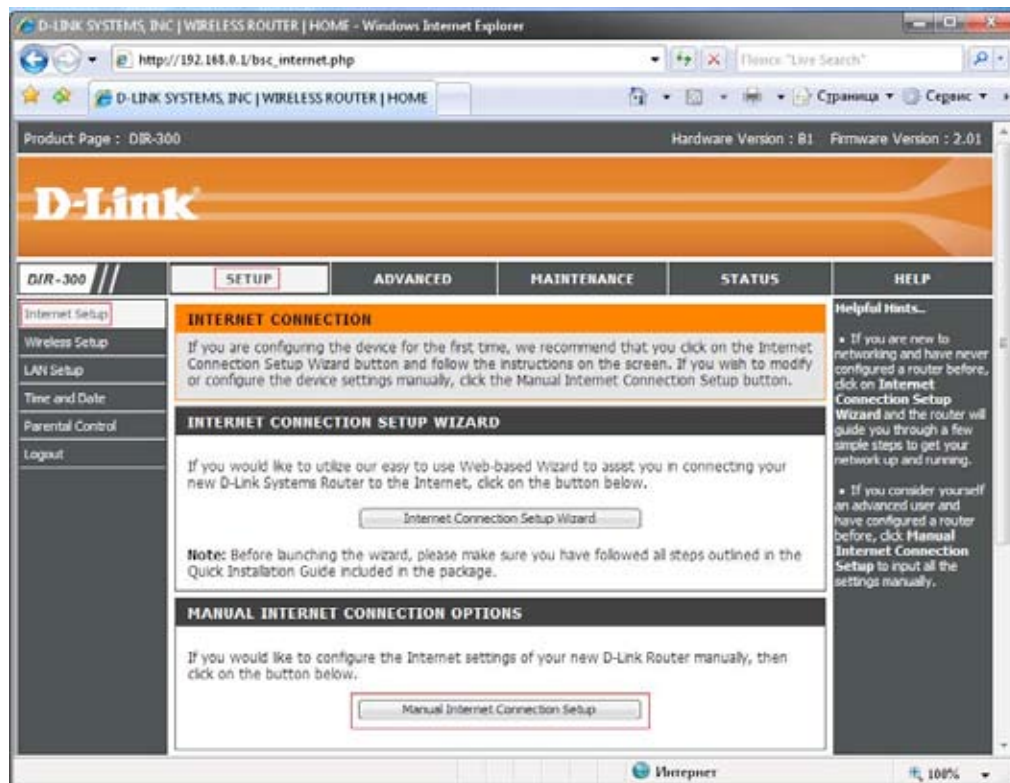 D-LINK SYSTEMS, INC | WIRELESS ROUTER | HOME - Windows Internet Explorer
http://192.168.0.1/bsc_internet.php
Поиск "Live Search"
D-LINK SYSTEMS, INC | WIRELESS ROUTER | HOME
Страница
Сервис
Product Page : DIR-300
Hardware Version : B1
Firmware Version : 2.01
D-Link
DIR-300
SETUP
ADVANCED
MAINTENANCE
STATUS
HELP
Internet Setup
Wireless Setup
LAN Setup
Time and Date
Parental Control
Logout
INTERNET CONNECTION
If you are configuring the device for the first time, we recommend that you click on the Internet
Connection Setup Wizard button and follow the instructions on the screen. If you wish to modify
or configure the device settings manually, click the Manual Internet Connection Setup button.
INTERNET CONNECTION SETUP WIZARD
If you would like to utilize our easy to use Web-based Wizard to assist you in connecting your
new D-Link Systems Router to the Internet, click on the button below.
Internet Connection Setup Wizard
Note: Before launching the wizard, please make sure you have followed all steps outlined in the
Quick Installation Guide included in the package.
MANUAL INTERNET CONNECTION OPTIONS
If you would like to configure the Internet settings of your new D-Link Router manually, then
click on the button below.
Manual Internet Connection Setup
Helpful Hints...
• If you are new to
networking and have never
configured a router before,
click on Internet
Connection Setup
Wizard and the router will
guide you through a few
simple steps to get your
network up and running.
• If you consider yourself
an advanced user and
have configured a router
before, click Manual
Internet Connection
Setup to input all the
settings manually.
Интернет
100%